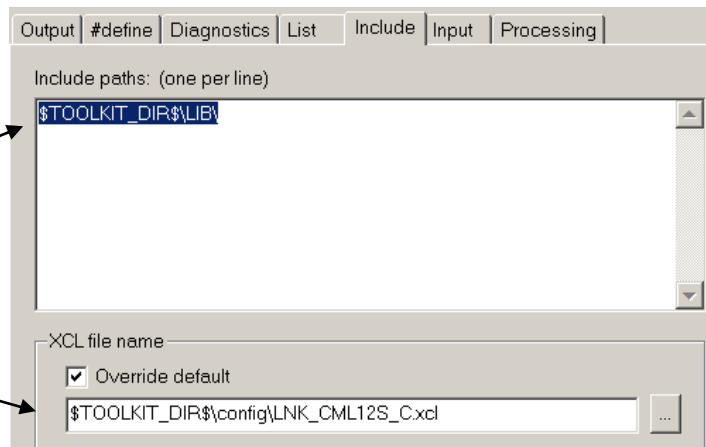 Output #define Diagnostics List Include Input Processing
Include paths: (one per line)
$TOOLKIT_DIR$\LIB\
XCL file name
Override default
$TOOLKIT_DIR$\config\LNK_CML12S_C.xcl
...